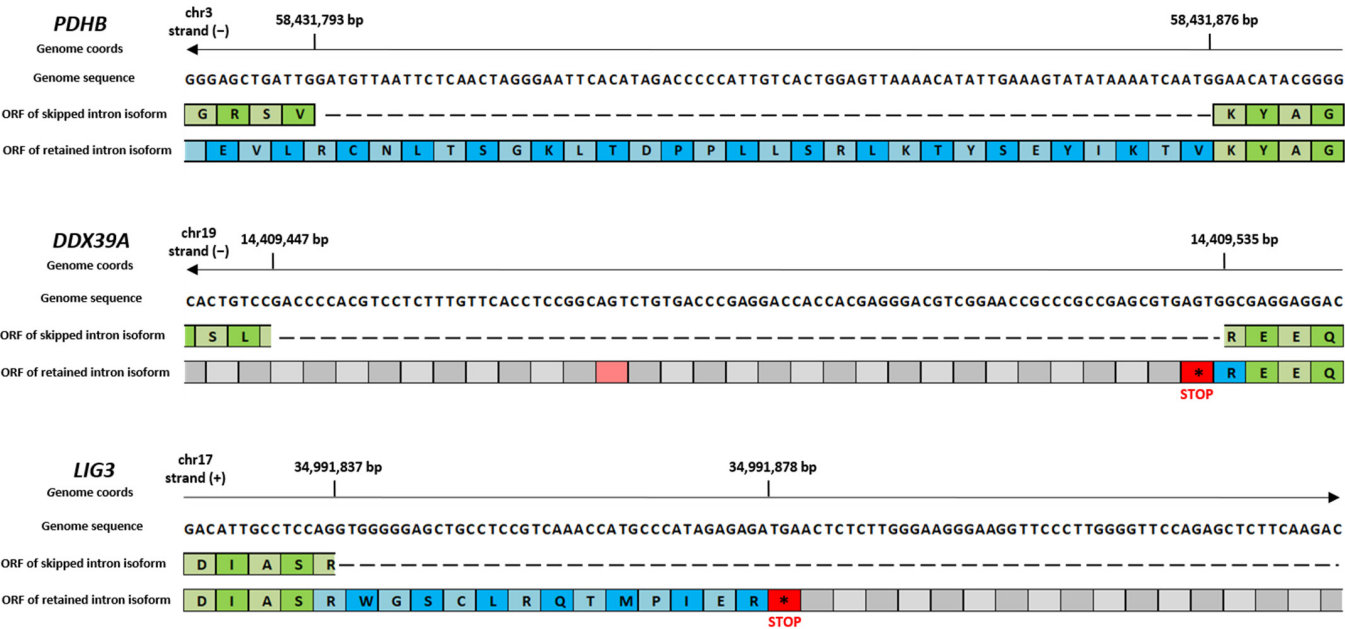 PDHB
chr3
strand (−)
58,431,793 bp
58,431,876 bp
Genome coords
Genome sequence
GGGAGCTGATTGGATGTTAATTCTCAACTAGGGAATTCACATAGACCCCCATTGTCACTGGAGTTAAAACATATTGAAAGTATATAAAATCAATGGAACATACGGGG
ORF of skipped intron isoform
G R S V K Y A G
ORF of retained intron isoform
E V L R C N L T S G K L T D P P L L S R L K T Y S E Y I K T V K Y A G
DDX39A
chr19
strand (−)
14,409,447 bp
14,409,535 bp
Genome coords
Genome sequence
CACTGTCCGACCCCACGTCCTCTTTGTTCACCTCCGGCAGTCTGTGACCCGAGGACCACCACGAGGGACGTCGGAACCGCCCGCCGAGCGTGAGTGGCGAGGAGGAC
ORF of skipped intron isoform
S L R E E Q
ORF of retained intron isoform
* R E E Q
STOP
LIG3
chr17
strand (+)
34,991,837 bp
34,991,878 bp
Genome coords
Genome sequence
GACATTGCCTCCAGGTGGGGGAGCTGCCTCCGTCAAACCATGCCCATAGAGAGATGAACTCTCTTGGGAAGGGAAGGTTCCCTTGGGGTTCCAGAGCTCTTCAAGAC
ORF of skipped intron isoform
D I A S R
ORF of retained intron isoform
D I A S R W G S C L R Q T M P I E R *
STOP